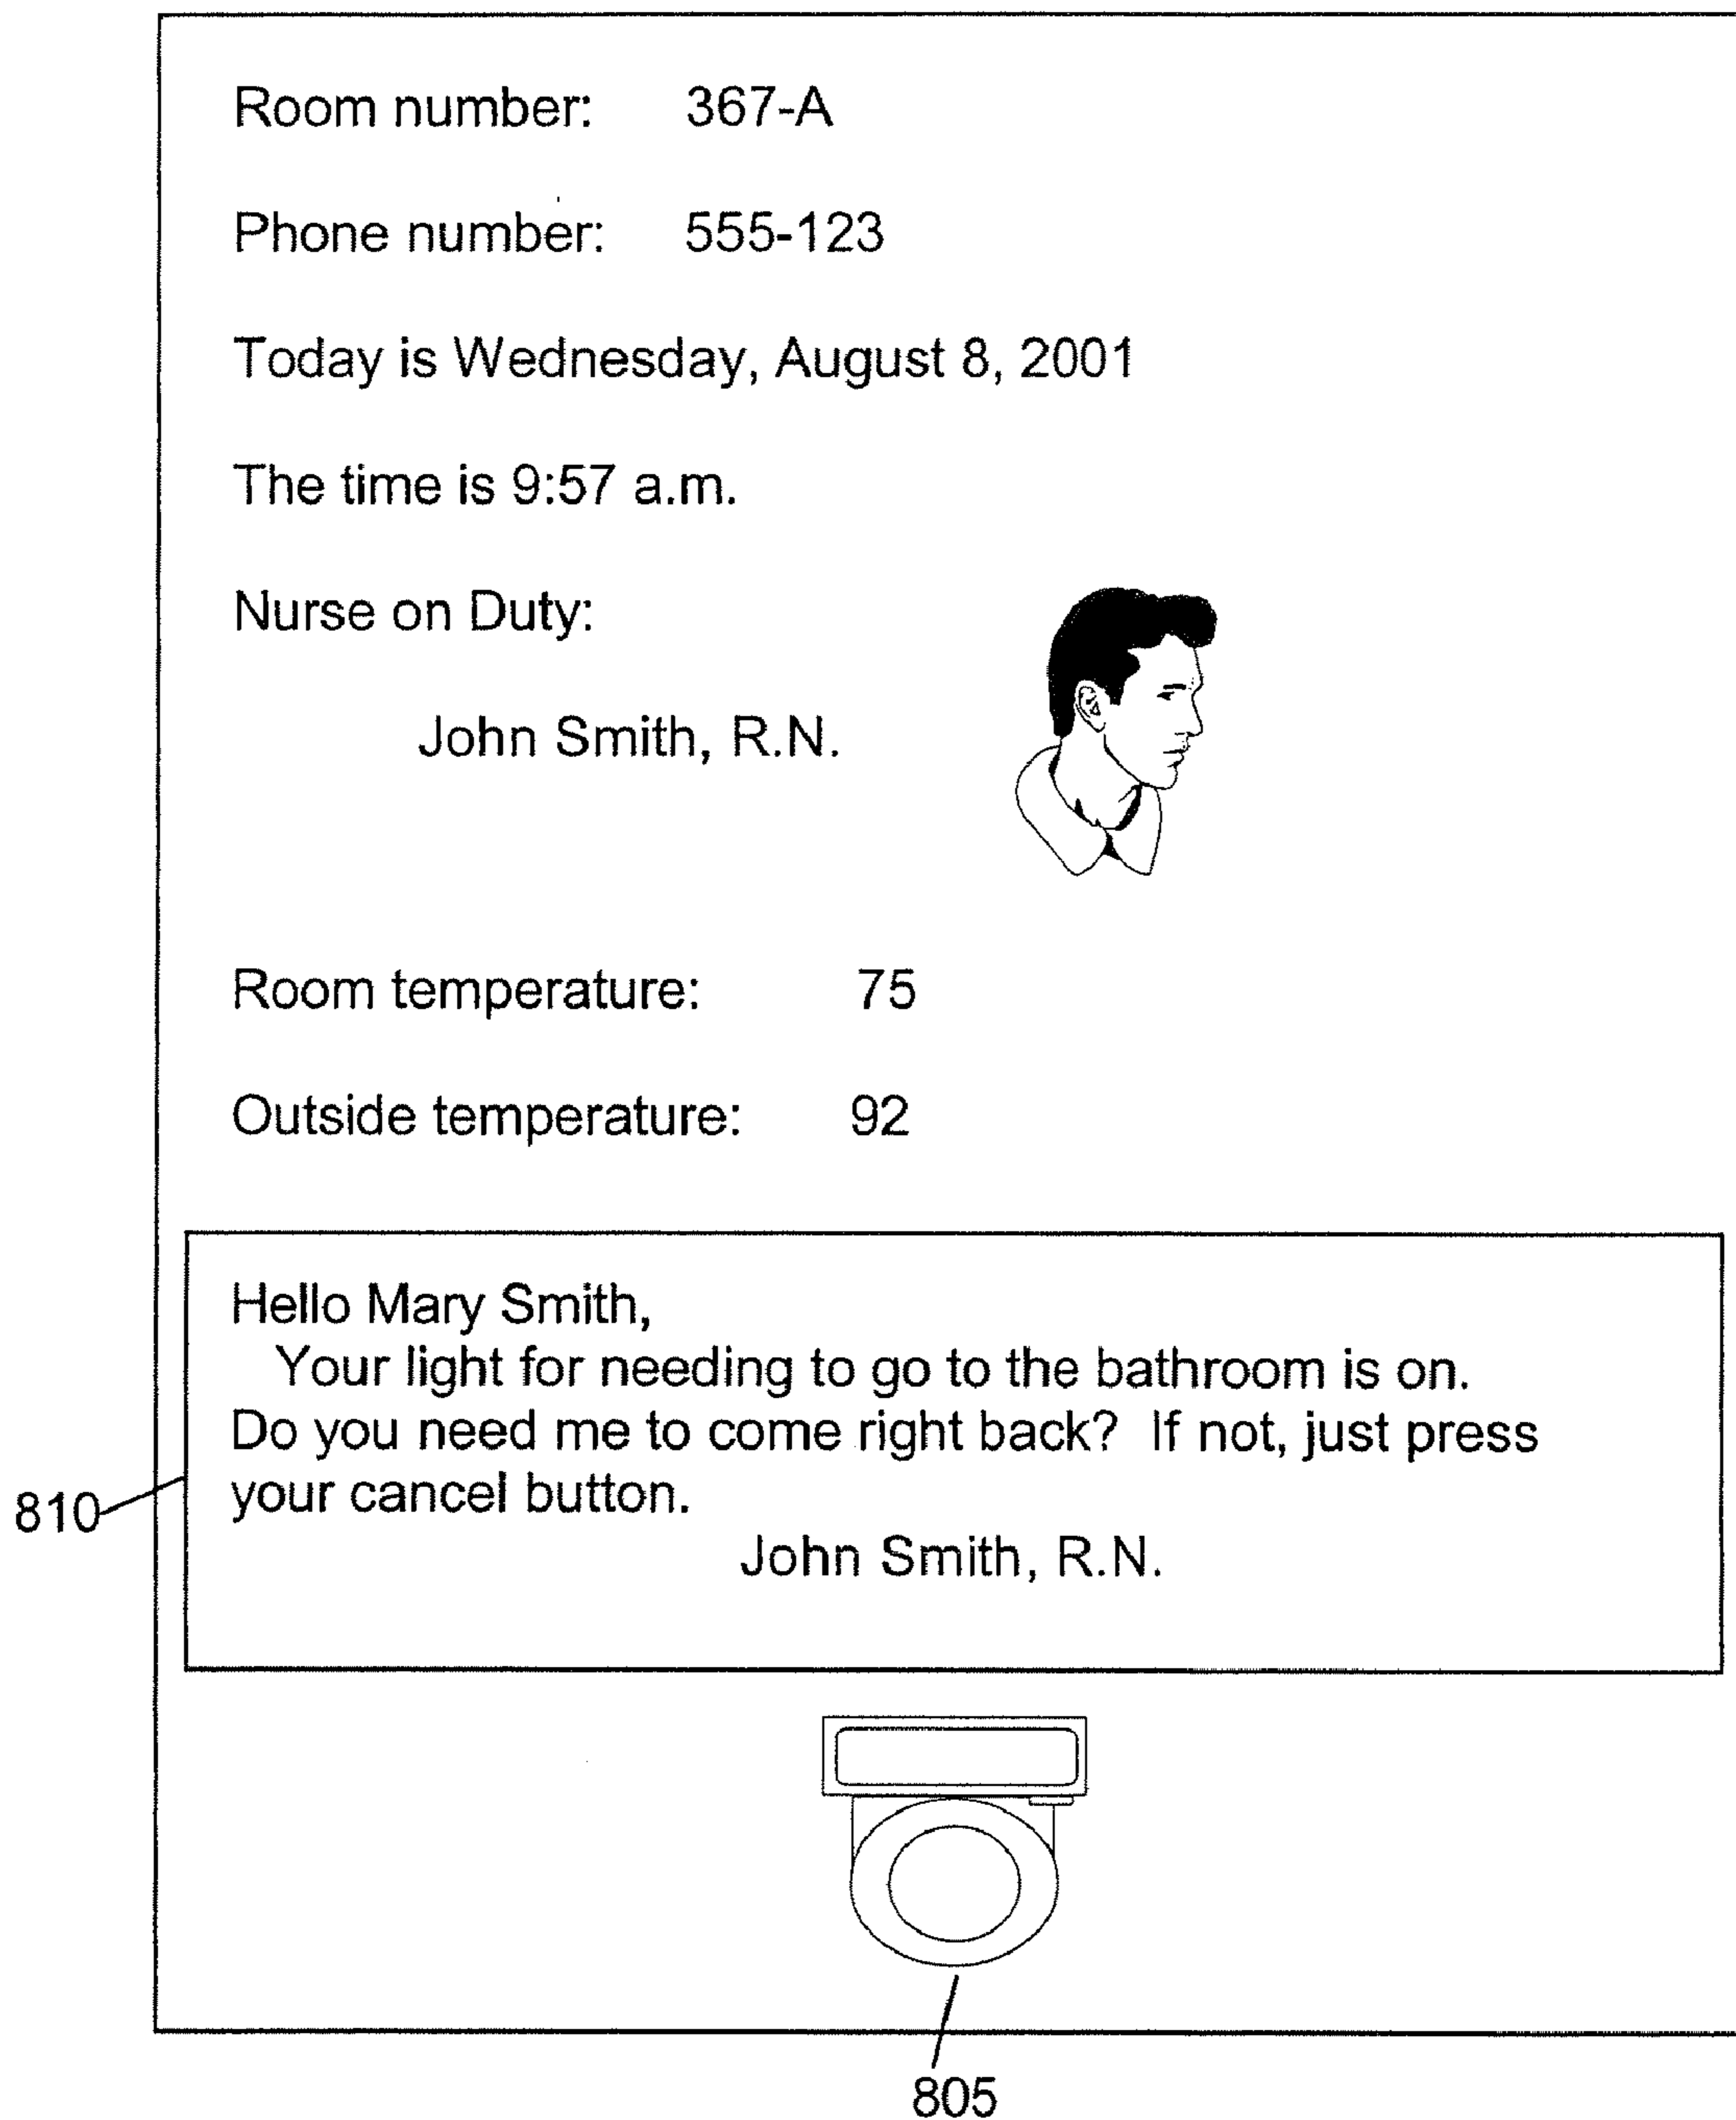 Room number: 367-A
Phone number: 555-123
Today is Wednesday, August 8, 2001
The time is 9:57 a.m.
Nurse on Duty:
John Smith, R.N.
Room temperature: 75
Outside temperature: 92
Hello Mary Smith,
Your light for needing to go to the bathroom is on.
Do you need me to come right back? If not, just press
your cancel button.
810
John Smith, R.N.
805